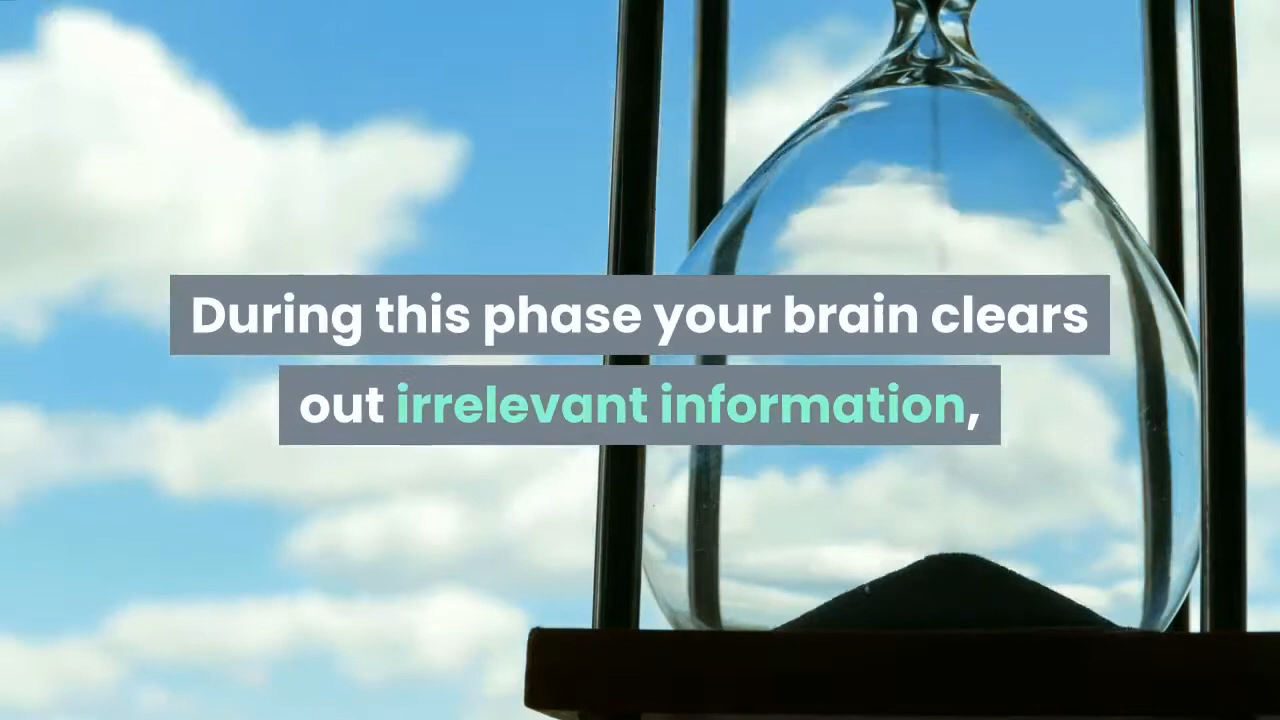 During this phase your brain clears
out irrelevant information,